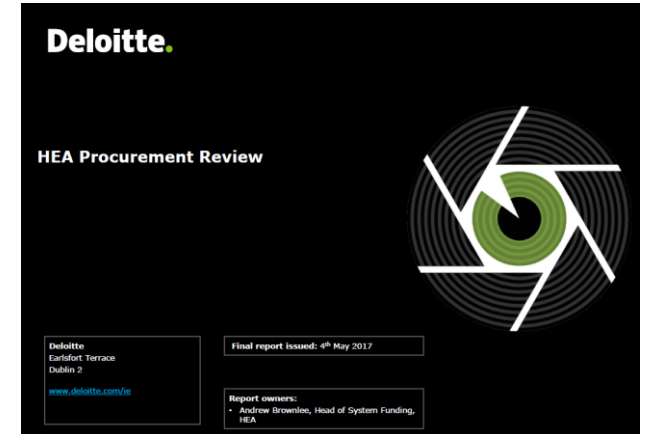 Deloitte.
HEA Procurement Review
Deloitte
Earlsfort Terrace
Dublin 2
www.deloitte.com/ie
Final report issued: 4th May 2017
Report owners:
• Andrew Brownlee, Head of System Funding,
HEA